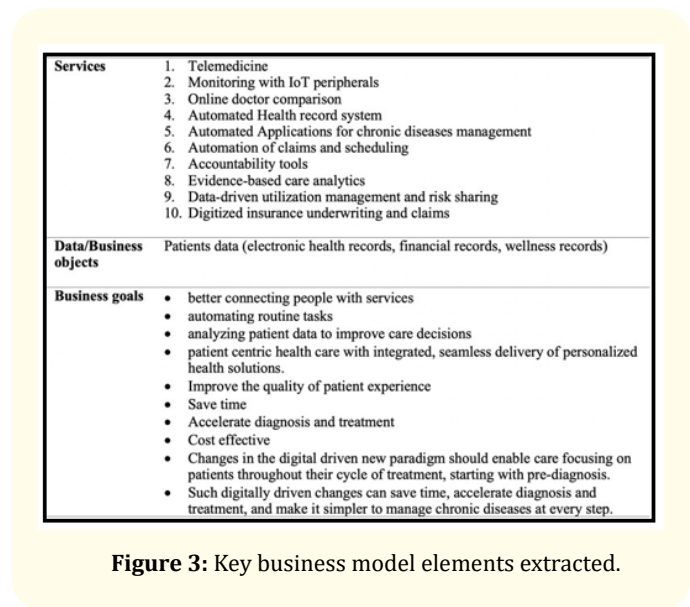 Services 1. Telemedicine
2. Monitoring with IoT peripherals
3. Online doctor comparison
4. Automated Health record system
5. Automated Applications for chronic diseases management
6. Automation of claims and scheduling
7. Accountability tools
8. Evidence-based care analytics
9. Data-driven utilization management and risk sharing
10. Digitized insurance underwriting and claims
Data/Business Patients data (electronic health records, financial records, wellness records)
objects
Business goals • better connecting people with services
• automating routine tasks
• analyzing patient data to improve care decisions
• patient centric health care with integrated, seamless delivery of personalized
health solutions.
• Improve the quality of patient experience
• Save time
• Accelerate diagnosis and treatment
• Cost effective
• Changes in the digital driven new paradigm should enable care focusing on
patients throughout their cycle of treatment, starting with pre-diagnosis.
• Such digitally driven changes can save time, accelerate diagnosis and
treatment, and make it simpler to manage chronic diseases at every step.
Figure 3: Key business model elements extracted.